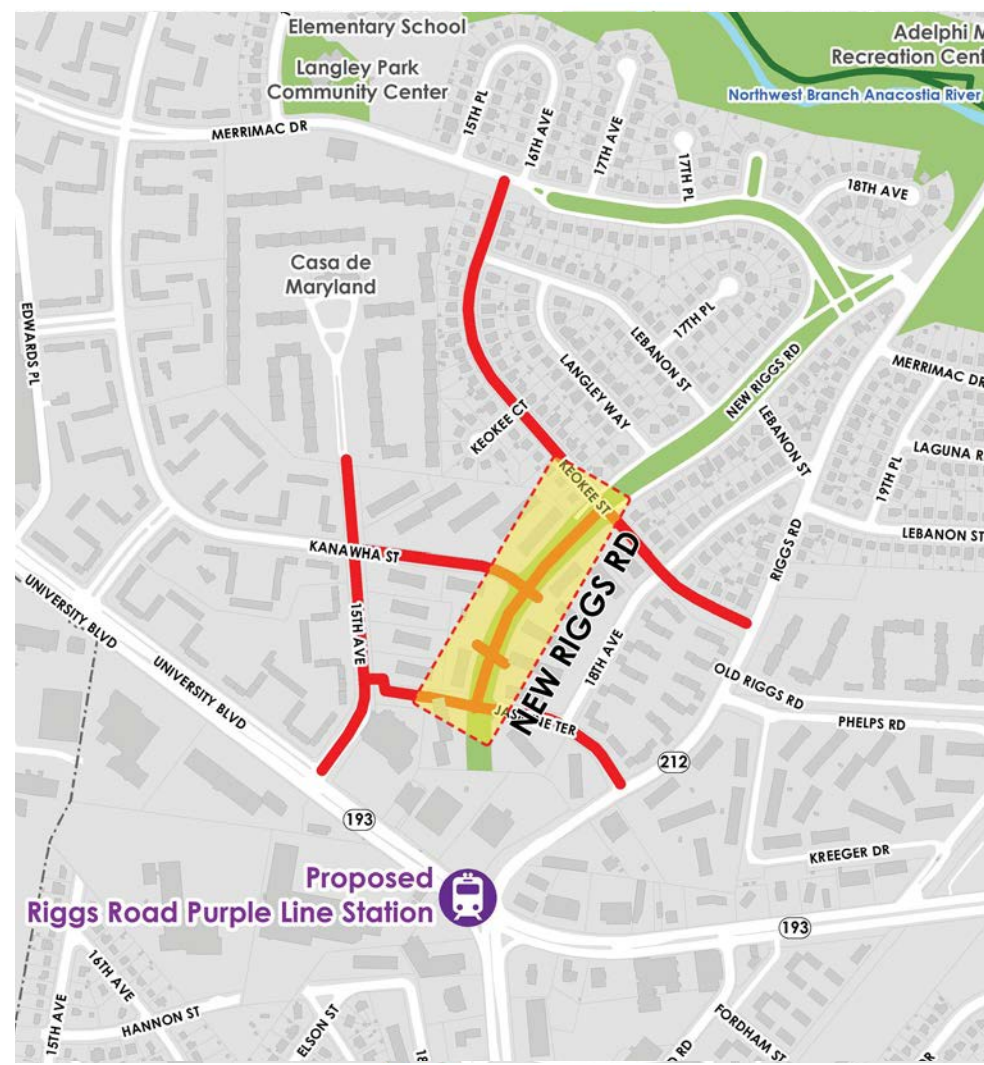 Elementary School
Adelphi M
Recreation Cent
Langley Park
Community Center
Northwest Branch Anacostia River
MERRIMAC DR
15TH PL
16TH AVE
17TH AVE
17TH PL
18TH AVE
Casa de
Maryland
EDWARDS PL
LEBANON ST
17TH PL
LANGLEY WAY
NEW RIGGS RD
MERRIMAC DR
KEOKEE CT
LEBANON ST
LAGUNA R
19TH PL
KEOKEE ST
RIGGS RD
LEBANON ST
KANAWHA ST
NEW RIGGS RD
UNIVERSITY BLVD
15TH AVE
18TH AVE
UNIVERSITY BLVD
OLD RIGGS RD
PHELPS RD
212
193
KREEGER DR
Proposed
Riggs Road Purple Line Station
193
16TH AVE
15TH AVE
HANNON ST
ELSON ST
18
RD
FORDHAM ST
DR